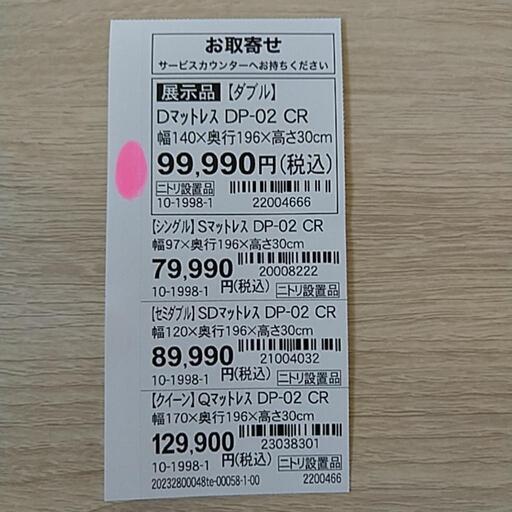 お取寄せ
サービスカウンターへお持ちください
展示品 【ダブル】
Dマットレス DP-02 CR
幅140×奥行196×高さ30cm
99,990円(税込)
ニトリ設置品
10-1998-1 22004666
【シングル】Sマットレス DP-02 CR
幅97×奥行196×高さ30cm
79,990 20008222
10-1998-1 円(税込) ニトリ設置品
【セミダブル】SDマットレス DP-02 CR
幅120×奥行196×高さ30cm
89,990 21004032
10-1998-1 円(税込) ニトリ設置品
【クイーン】Qマットレス DP-02 CR
幅170×奥行196×高さ30cm
129,900 23038301
10-1998-1 円(税込) ニトリ設置品
20232800048te-00058-1-00 2200466